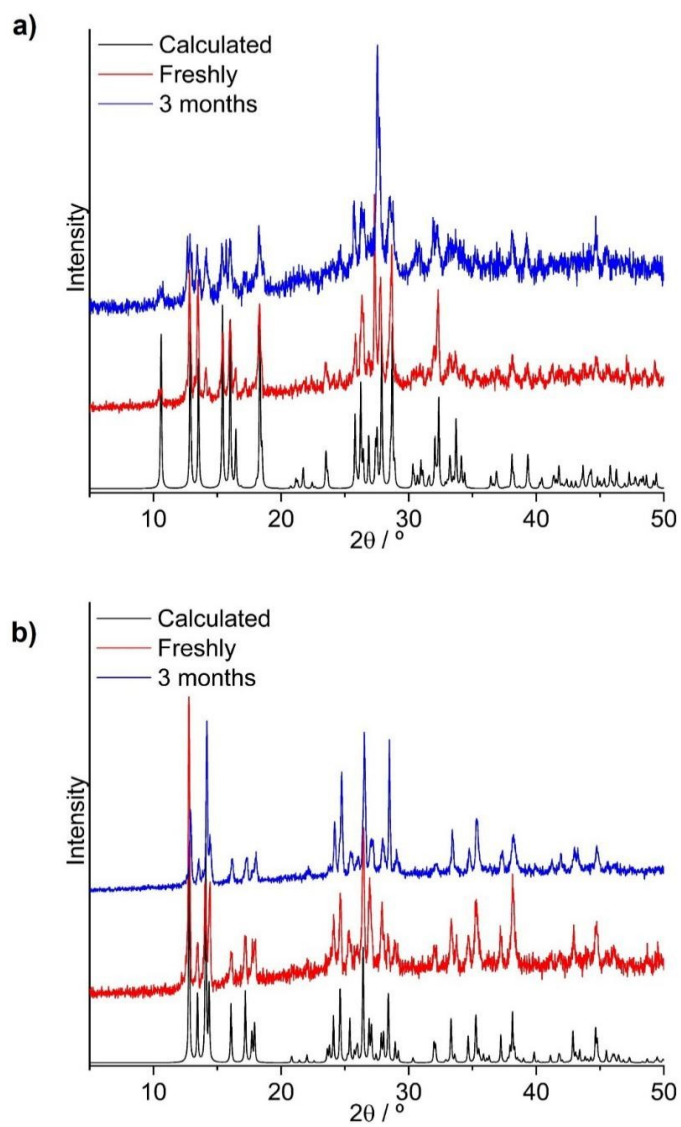 a)
Calculated
Freshly
3 months
Intensity
10 20 30 40 50
2θ / º
b)
Calculated
Freshly
3 months
Intensity
10 20 30 40 50
2θ / º